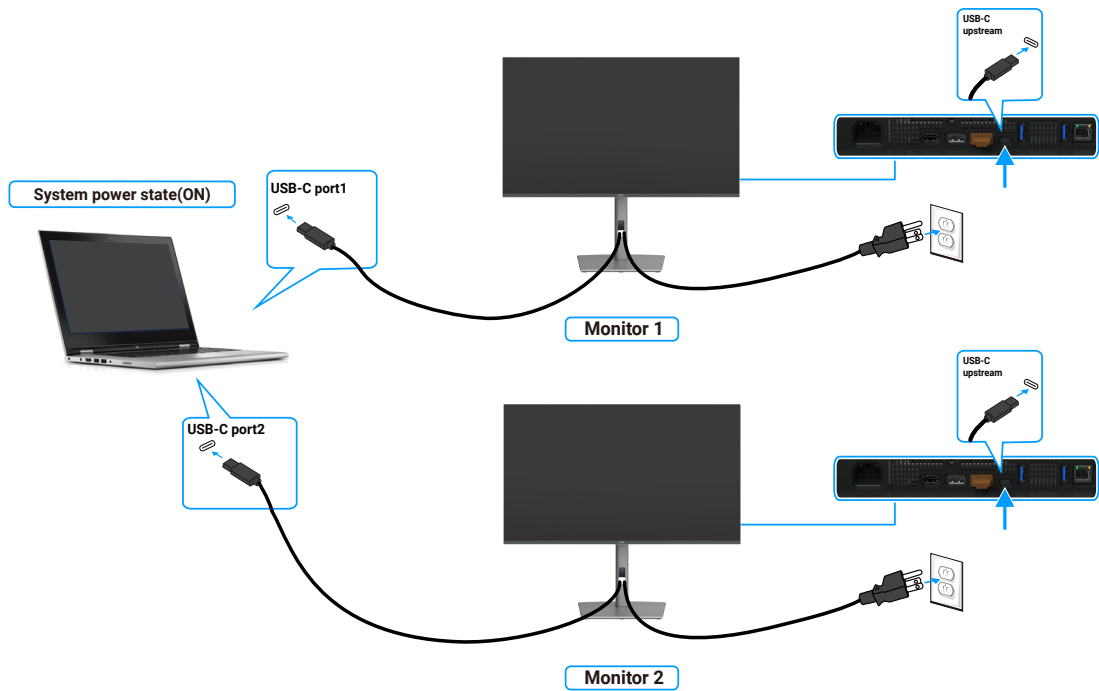 USB-C
upstream
System power state(ON)
USB-C port1
Monitor 1
USB-C
upstream
USB-C port2
Monitor 2